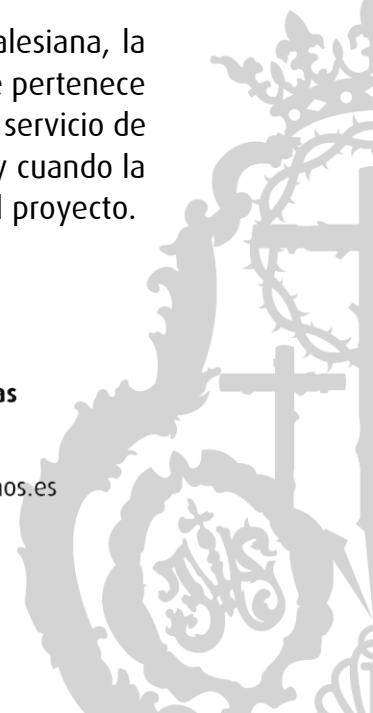 alesiana, la
e pertenece
servicio de
y cuando la
l proyecto.
as
nos.es